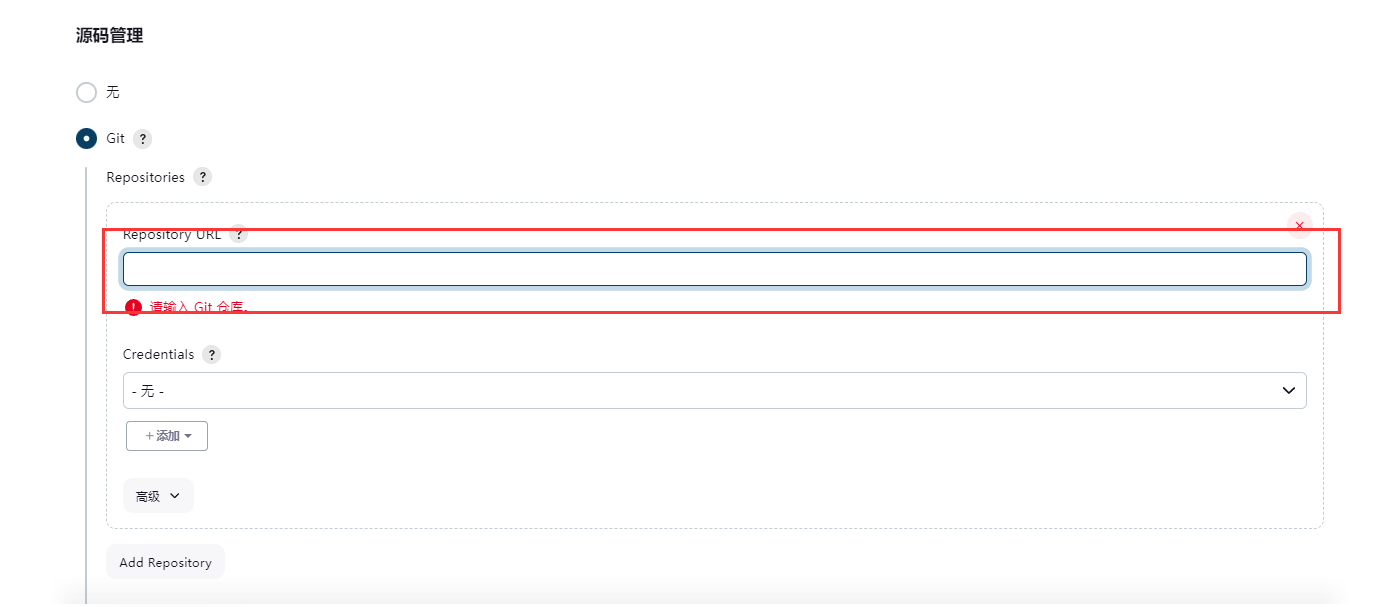 源码管理
无
Git ?
Repositories ?
Repository URL ?
请输入 Git 仓库。
Credentials ?
- 无 -
+ 添加
高级
Add Repository